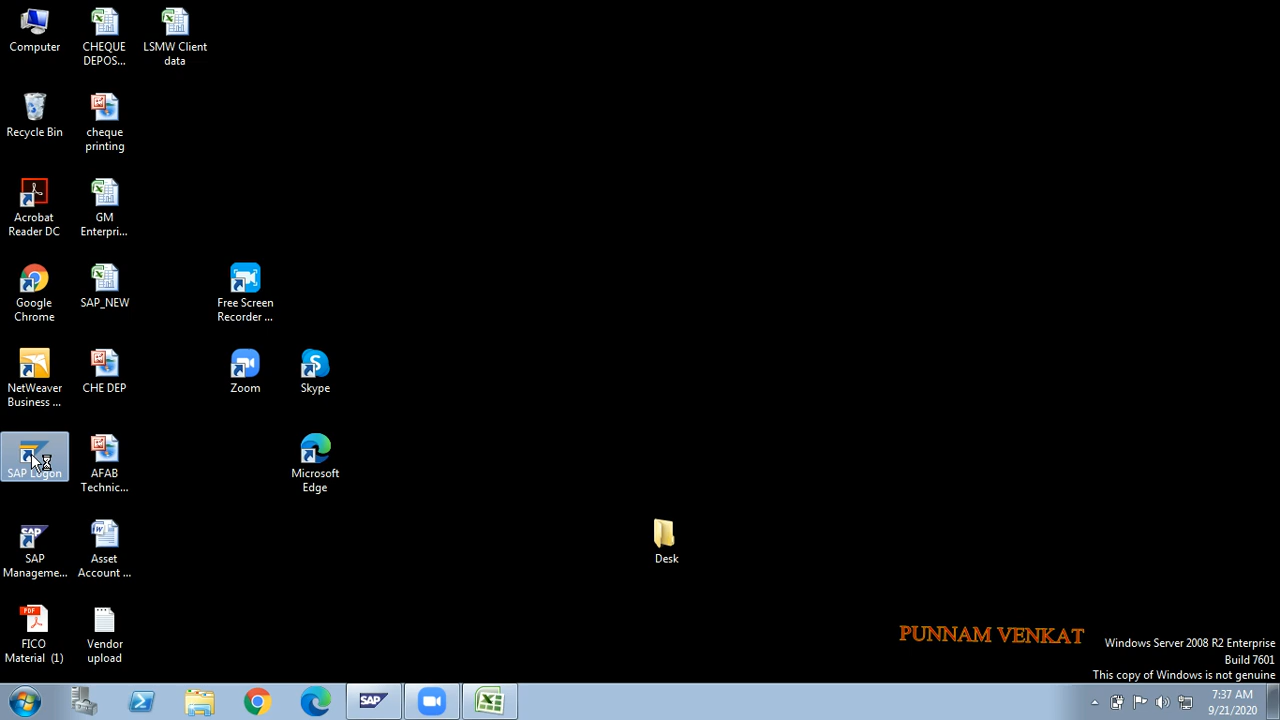 Computer
CHEQUE
DEPOS...
LSMW Client
data
Recycle Bin
cheque
printing
Acrobat
Reader DC
GM
Enterpri...
Google
Chrome
SAP_NEW
Free Screen
Recorder ...
NetWeaver
Business ...
CHE DEP
Zoom
Skype
SAP Logon
AFAB
Technic...
Microsoft
Edge
SAP
Manageme...
Asset
Account ...
Desk
FICO
Material (1)
Vendor
upload
PUNNAM VENKAT
Windows Server 2008 R2 Enterprise
Build 7601
This copy of Windows is not genuine
SAP
7:37 AM
9/21/2020